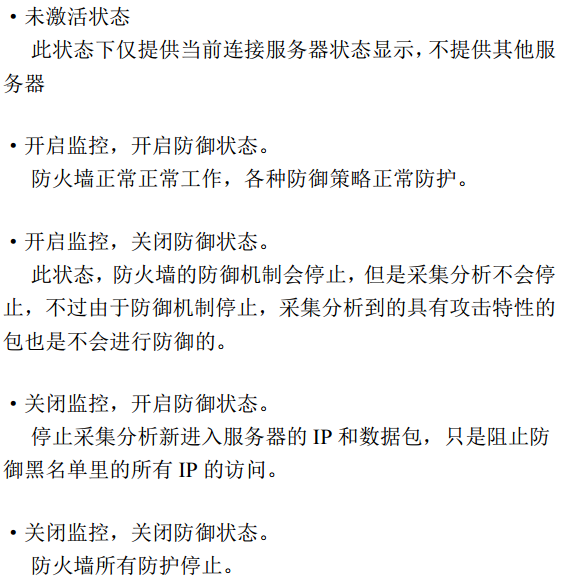 ·未激活状态
此状态下仅提供当前连接服务器状态显示，不提供其他服
务器
·开启监控，开启防御状态。
防火墙正常正常工作，各种防御策略正常防护。
·开启监控，关闭防御状态。
此状态，防火墙的防御机制会停止，但是采集分析不会停
止，不过由于防御机制停止，采集分析到的具有攻击特性的
包也是不会进行防御的。
·关闭监控，开启防御状态。
停止采集分析新进入服务器的 IP 和数据包，只是阻止防
御黑名单里的所有 IP 的访问。
·关闭监控，关闭防御状态。
防火墙所有防护停止。